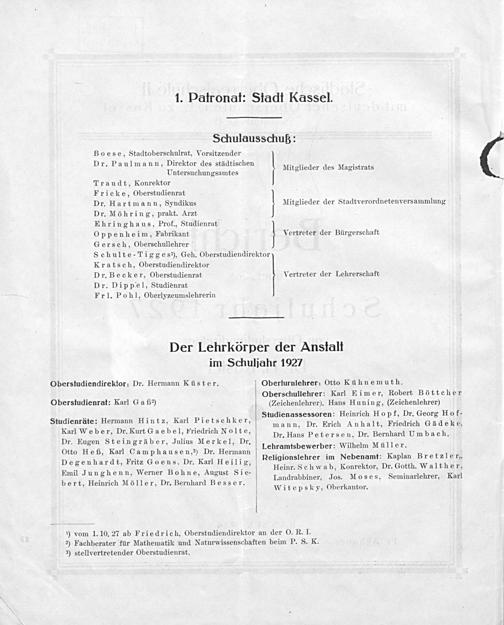 1. Patronat: Stadt Kassel.
Schulausschuß:
Boese, Stadtoberschulrat, Vorsitzender
Dr. Paulmann, Direktor des städtischen
Untersuchungsamtes
Traudt, Konrektor
Mitglieder des Magistrats
Fricke, Oberstudienrat
Dr. Hartmann, Syndikus
Dr. Möhring, prakt. Arzt
Mitglieder der Stadtverordnetenversammlung
Ehringhaus, Prof., Studienrat
Oppenheim, Fabrikant
Gersch, Oberschullehrer
Vertreter der Bürgerschaft
Schulte-Tigges¹), Geh. Oberstudiendirektor
Kratsch, Oberstudiendirektor
Dr. Becker, Oberstudienrat
Dr. Dippel, Studienrat
Frl. Pohl, Oberlyzeumslehrerin
Vertreter der Lehrerschaft
Der Lehrkörper der Anstalt
im Schuljahr 1927
Oberstudiendirektor: Dr. Hermann Küster.
Oberstudienrat: Karl Gaß²)
Studienräte: Hermann Hintz, Karl Pietschker,
Karl Weber, Dr. Kurt Gaebel, Friedrich Nolte,
Dr. Eugen Steingräber, Julius Merkel, Dr.
Otto Heß, Karl Camphausen,³) Dr. Hermann
Degenhardt, Fritz Goens, Dr. Karl Heilig,
Emil Junghenn, Werner Bohne, August Sie-
bert, Heinrich Möller, Dr. Bernhard Besser.
Oberturnlehrer: Otto Kühnemuth.
Oberschullehrer: Karl Eimer, Robert Böttcher
(Zeichenlehrer), Hans Huning, (Zeichenlehrer)
Studienassessoren: Heinrich Hopf, Dr. Georg Hof-
mann, Dr. Erich Anhalt, Friedrich Gädeke,
Dr. Hans Petersen, Dr. Bernhard Umbach.
Lehramtsbewerber: Wilhelm Müller.
Religionslehrer im Nebenamt: Kaplan Bretzler,
Heinr. Schwab, Konrektor, Dr. Gotth. Walther,
Landrabbiner, Jos. Moses, Seminarlehrer, Karl
Witepsky, Oberkantor.
¹) vom 1. 10. 27 ab Friedrich, Oberstudiendirektor an der O. R. I.
²) Fachberater für Mathematik und Naturwissenschaften beim P. S. K.
³) stellvertretender Oberstudienrat.